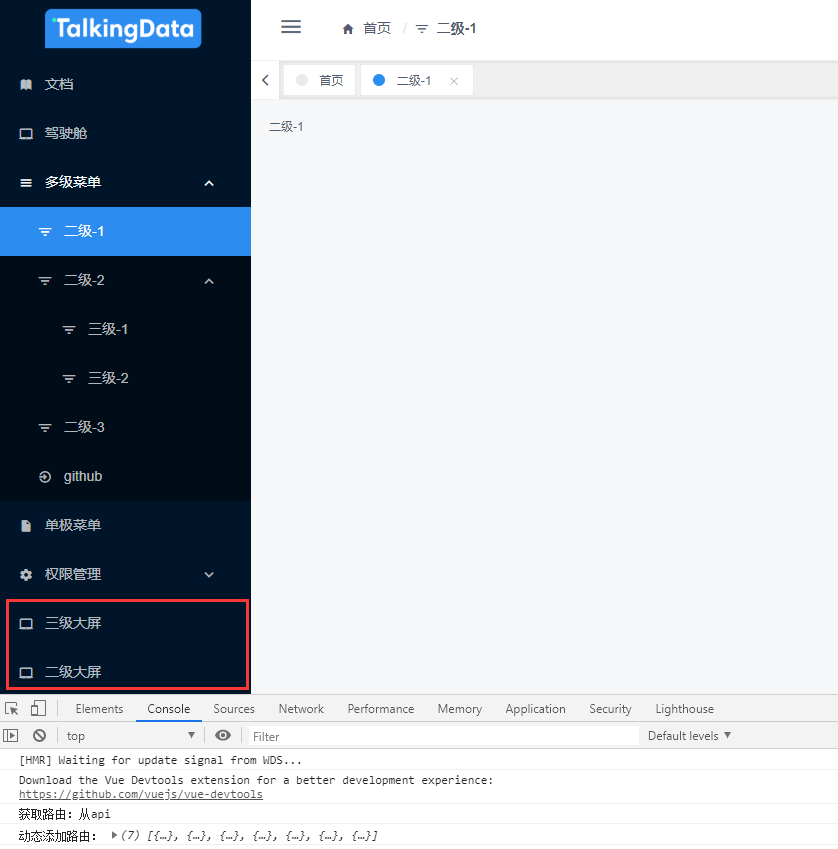 TalkingData
文档
驾驶舱
多级菜单
二级-1
二级-2
三级-1
三级-2
二级-3
github
单极菜单
权限管理
三级大屏
二级大屏
首页 / 二级-1
首页 二级-1
二级-1
Elements Console Sources Network Performance Memory Application Security Lighthouse
top Filter Default levels
[HMR] Waiting for update signal from WDS...
Download the Vue Devtools extension for a better development experience:
https://github.com/vuejs/vue-devtools
获取路由：从api
动态添加路由： (7) [{…}, {…}, {…}, {…}, {…}, {…}, {…}]